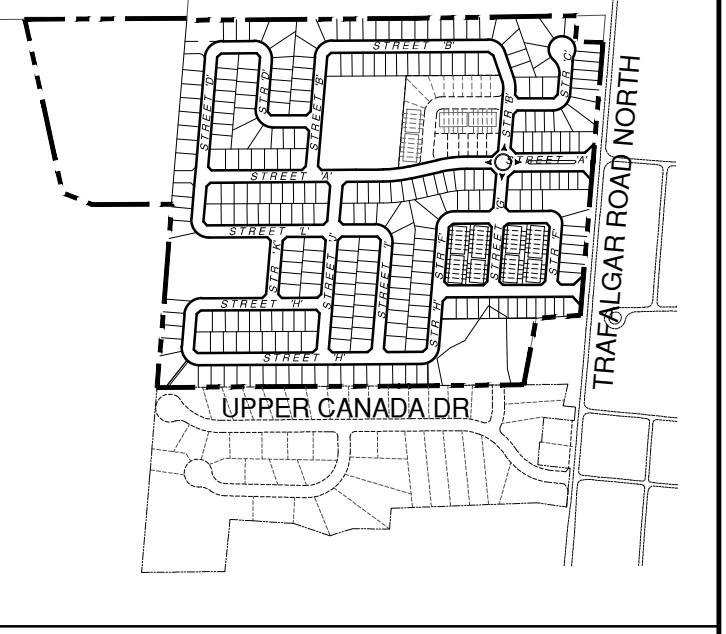 STREET 'B'
STR 'C'
STREET 'D'
STR 'D'
STREET 'B'
STR 'B'
STREET 'A'
STREET 'A'
TRAFALGAR ROAD NORTH
STREET 'G'
STREET 'L'
STR 'K'
STREET 'J'
STREET 'I'
STR 'F'
STR 'F'
STREET 'H'
STR 'H'
STREET 'H'
UPPER CANADA DR